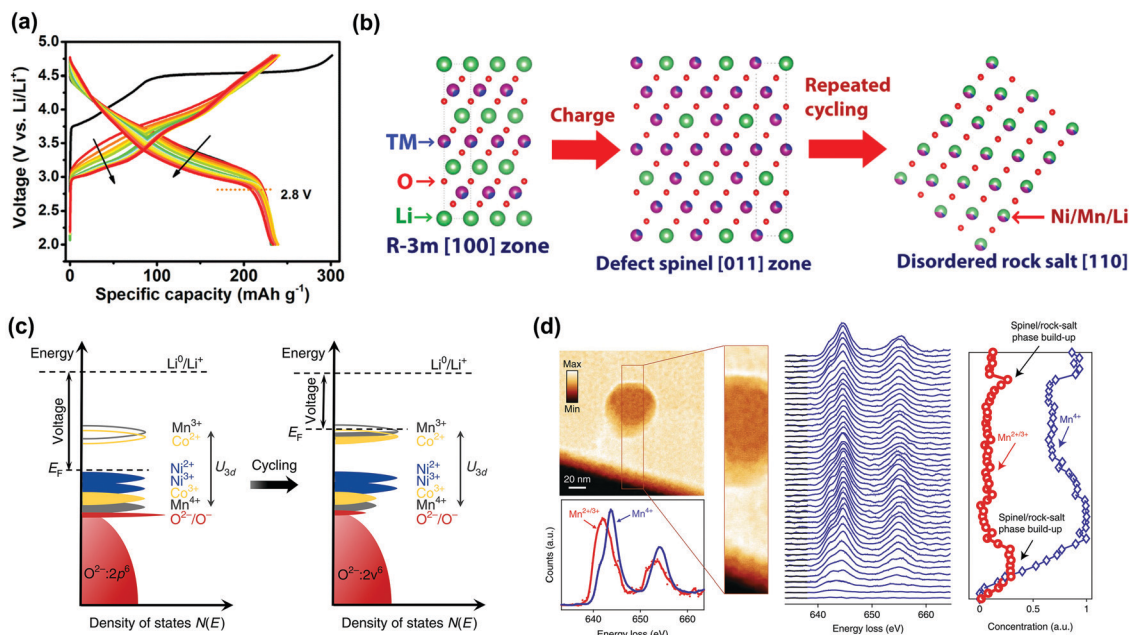 (a)
Voltage (V vs. Li/Li⁺)
5.0
4.5
4.0
3.5
3.0
2.5
2.0
2.8 V
0
100
200
300
Specific capacity (mAh g⁻¹)
(b)
TM→
O→
Li→
R-3m [100] zone
Charge
Defect spinel [011] zone
Repeated
cycling
Ni/Mn/Li
Disordered rock salt [110]
(c)
Energy
Li⁰/Li⁺
Voltage
E_F
Mn³⁺
Co²⁺
Ni²⁺
Ni³⁺
Co³⁺
Mn⁴⁺
O²⁻/O⁻
U₃d
O²⁻:2p⁶
Density of states N(E)
Cycling
Energy
Li⁰/Li⁺
Voltage
E_F
Mn³⁺
Co²⁺
Ni²⁺
Ni³⁺
Co³⁺
Mn⁴⁺
O²⁻/O⁻
U₃d
O²⁻:2v⁶
Density of states N(E)
(d)
Max
Min
20 nm
Counts (a.u.)
Mn²⁺/³⁺
Mn⁴⁺
640
660
Energy loss (eV)
640
650
660
Energy loss (eV)
Spinel/rock-salt
phase build-up
Mn⁴⁺
Mn²⁺/³⁺
Spinel/rock-salt
phase build-up
0
0.5
1
Concentration (a.u.)